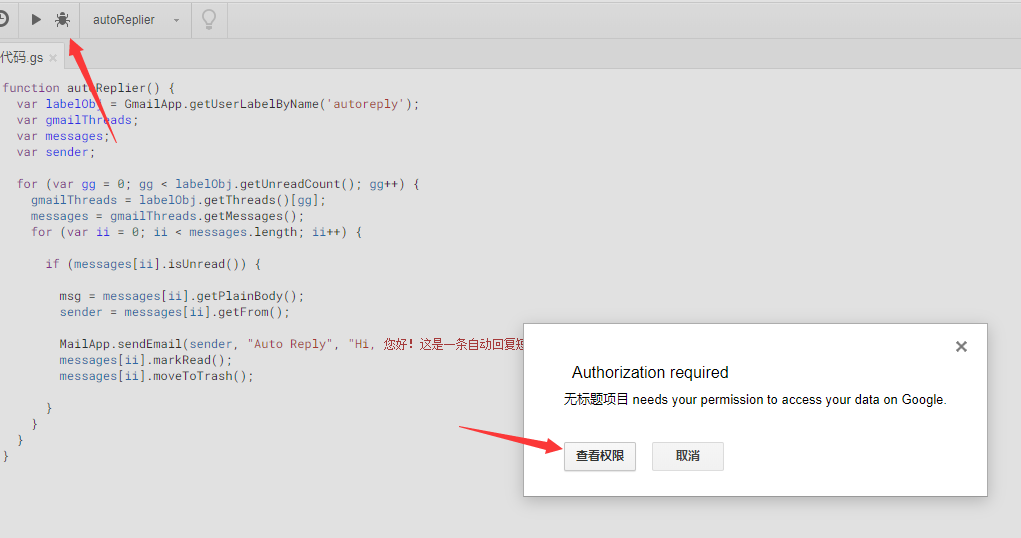 autoReplier
代码.gs ×
function autoReplier() {
var labelObj = GmailApp.getUserLabelByName('autoreply');
var gmailThreads;
var messages;
var sender;
for (var gg = 0; gg < labelObj.getUnreadCount(); gg++) {
gmailThreads = labelObj.getThreads()[gg];
messages = gmailThreads.getMessages();
for (var ii = 0; ii < messages.length; ii++) {
if (messages[ii].isUnread()) {
msg = messages[ii].getPlainBody();
sender = messages[ii].getFrom();
MailApp.sendEmail(sender, "Auto Reply", "Hi, 您好！这是一条自动回复
messages[ii].markRead();
messages[ii].moveToTrash();
}
}
}
}
Authorization required
无标题项目 needs your permission to access your data on Google.
查看权限 取消